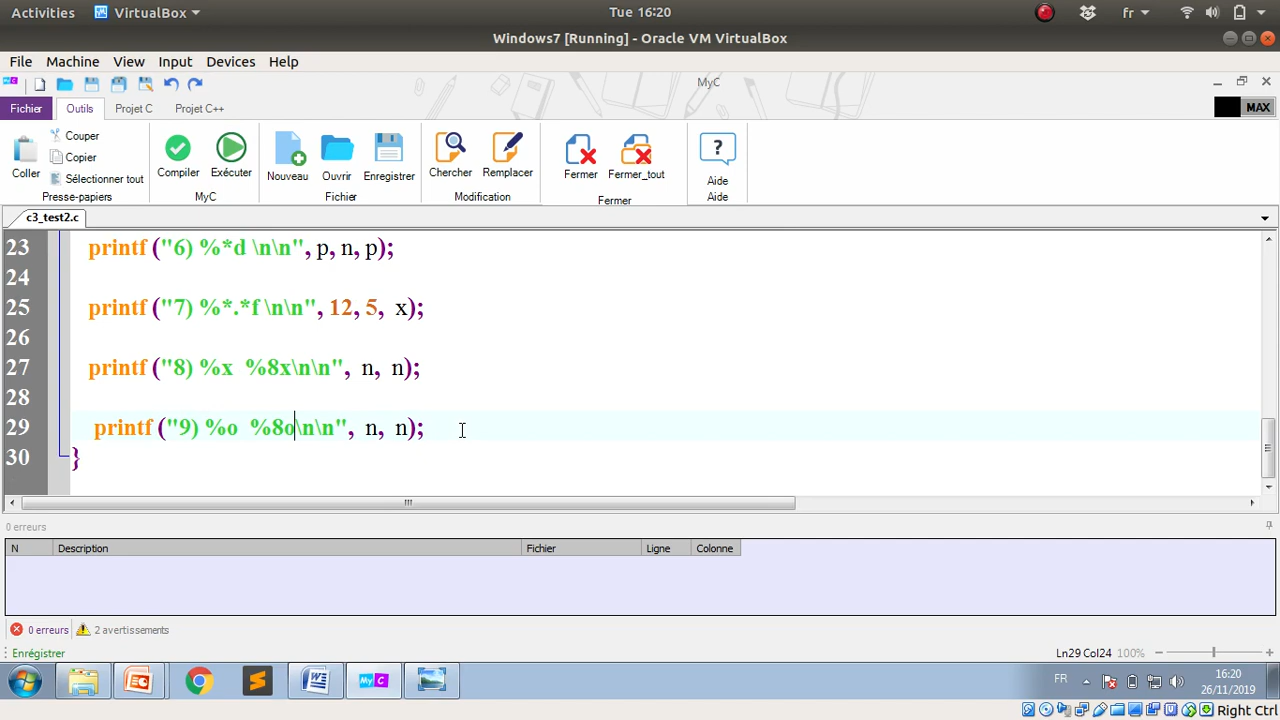 Activities VirtualBox Tue 16:20 fr
Windows7 [Running] - Oracle VM VirtualBox
File Machine View Input Devices Help
MyC
Fichier Outils Projet C Projet C++ MAX
Coller Couper Copier Sélectionner tout Compiler Exécuter Nouveau Ouvrir Enregistrer Chercher Remplacer Fermer Fermer_tout ? Aide
Presse-papiers MyC Fichier Modification Fermer Aide
c3_test2.c
23 printf ("6) %*d \n\n", p, n, p);
24
25 printf ("7) %*.*f \n\n", 12, 5, x);
26
27 printf ("8) %x %8x\n\n", n, n);
28
29 printf ("9) %o %8o\n\n", n, n);
30 }
0 erreurs
N Description Fichier Ligne Colonne
0 erreurs 2 avertissements
Enrégistrer Ln29 Col24 100%
MyC FR 16:20
26/11/2019
Right Ctrl